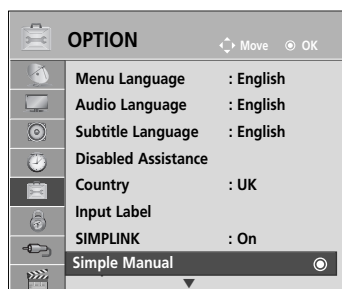 OPTION
Move OK
Menu Language : English
Audio Language : English
Subtitle Language : English
Disabled Assistance
Country : UK
Input Label
SIMPLINK : On
Simple Manual